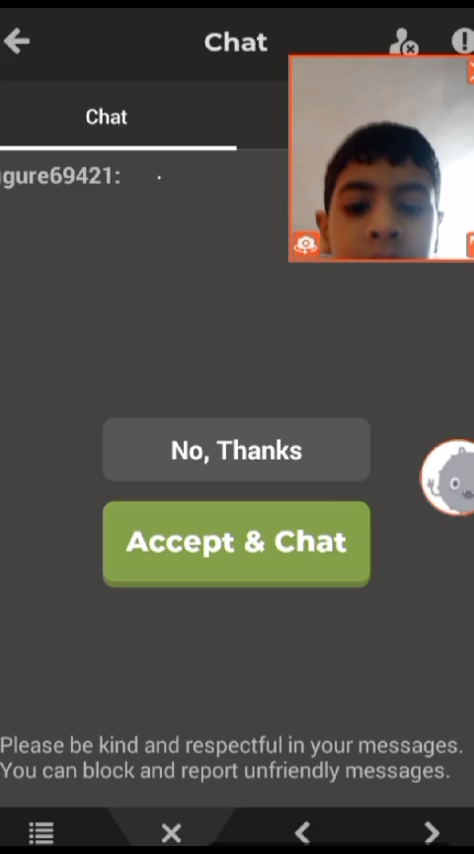 Chat
Chat
gure69421: .
No, Thanks
Accept & Chat
Please be kind and respectful in your messages.
You can block and report unfriendly messages.